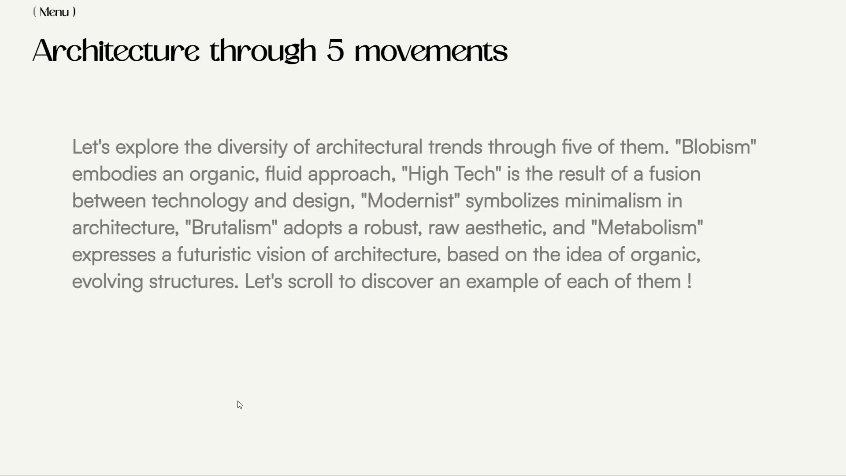 ( Menu )
Architecture through 5 movements
Let's explore the diversity of architectural trends through five of them. "Blobism"
embodies an organic, fluid approach, "High Tech" is the result of a fusion
between technology and design, "Modernist" symbolizes minimalism in
architecture, "Brutalism" adopts a robust, raw aesthetic, and "Metabolism"
expresses a futuristic vision of architecture, based on the idea of organic,
evolving structures. Let's scroll to discover an example of each of them !